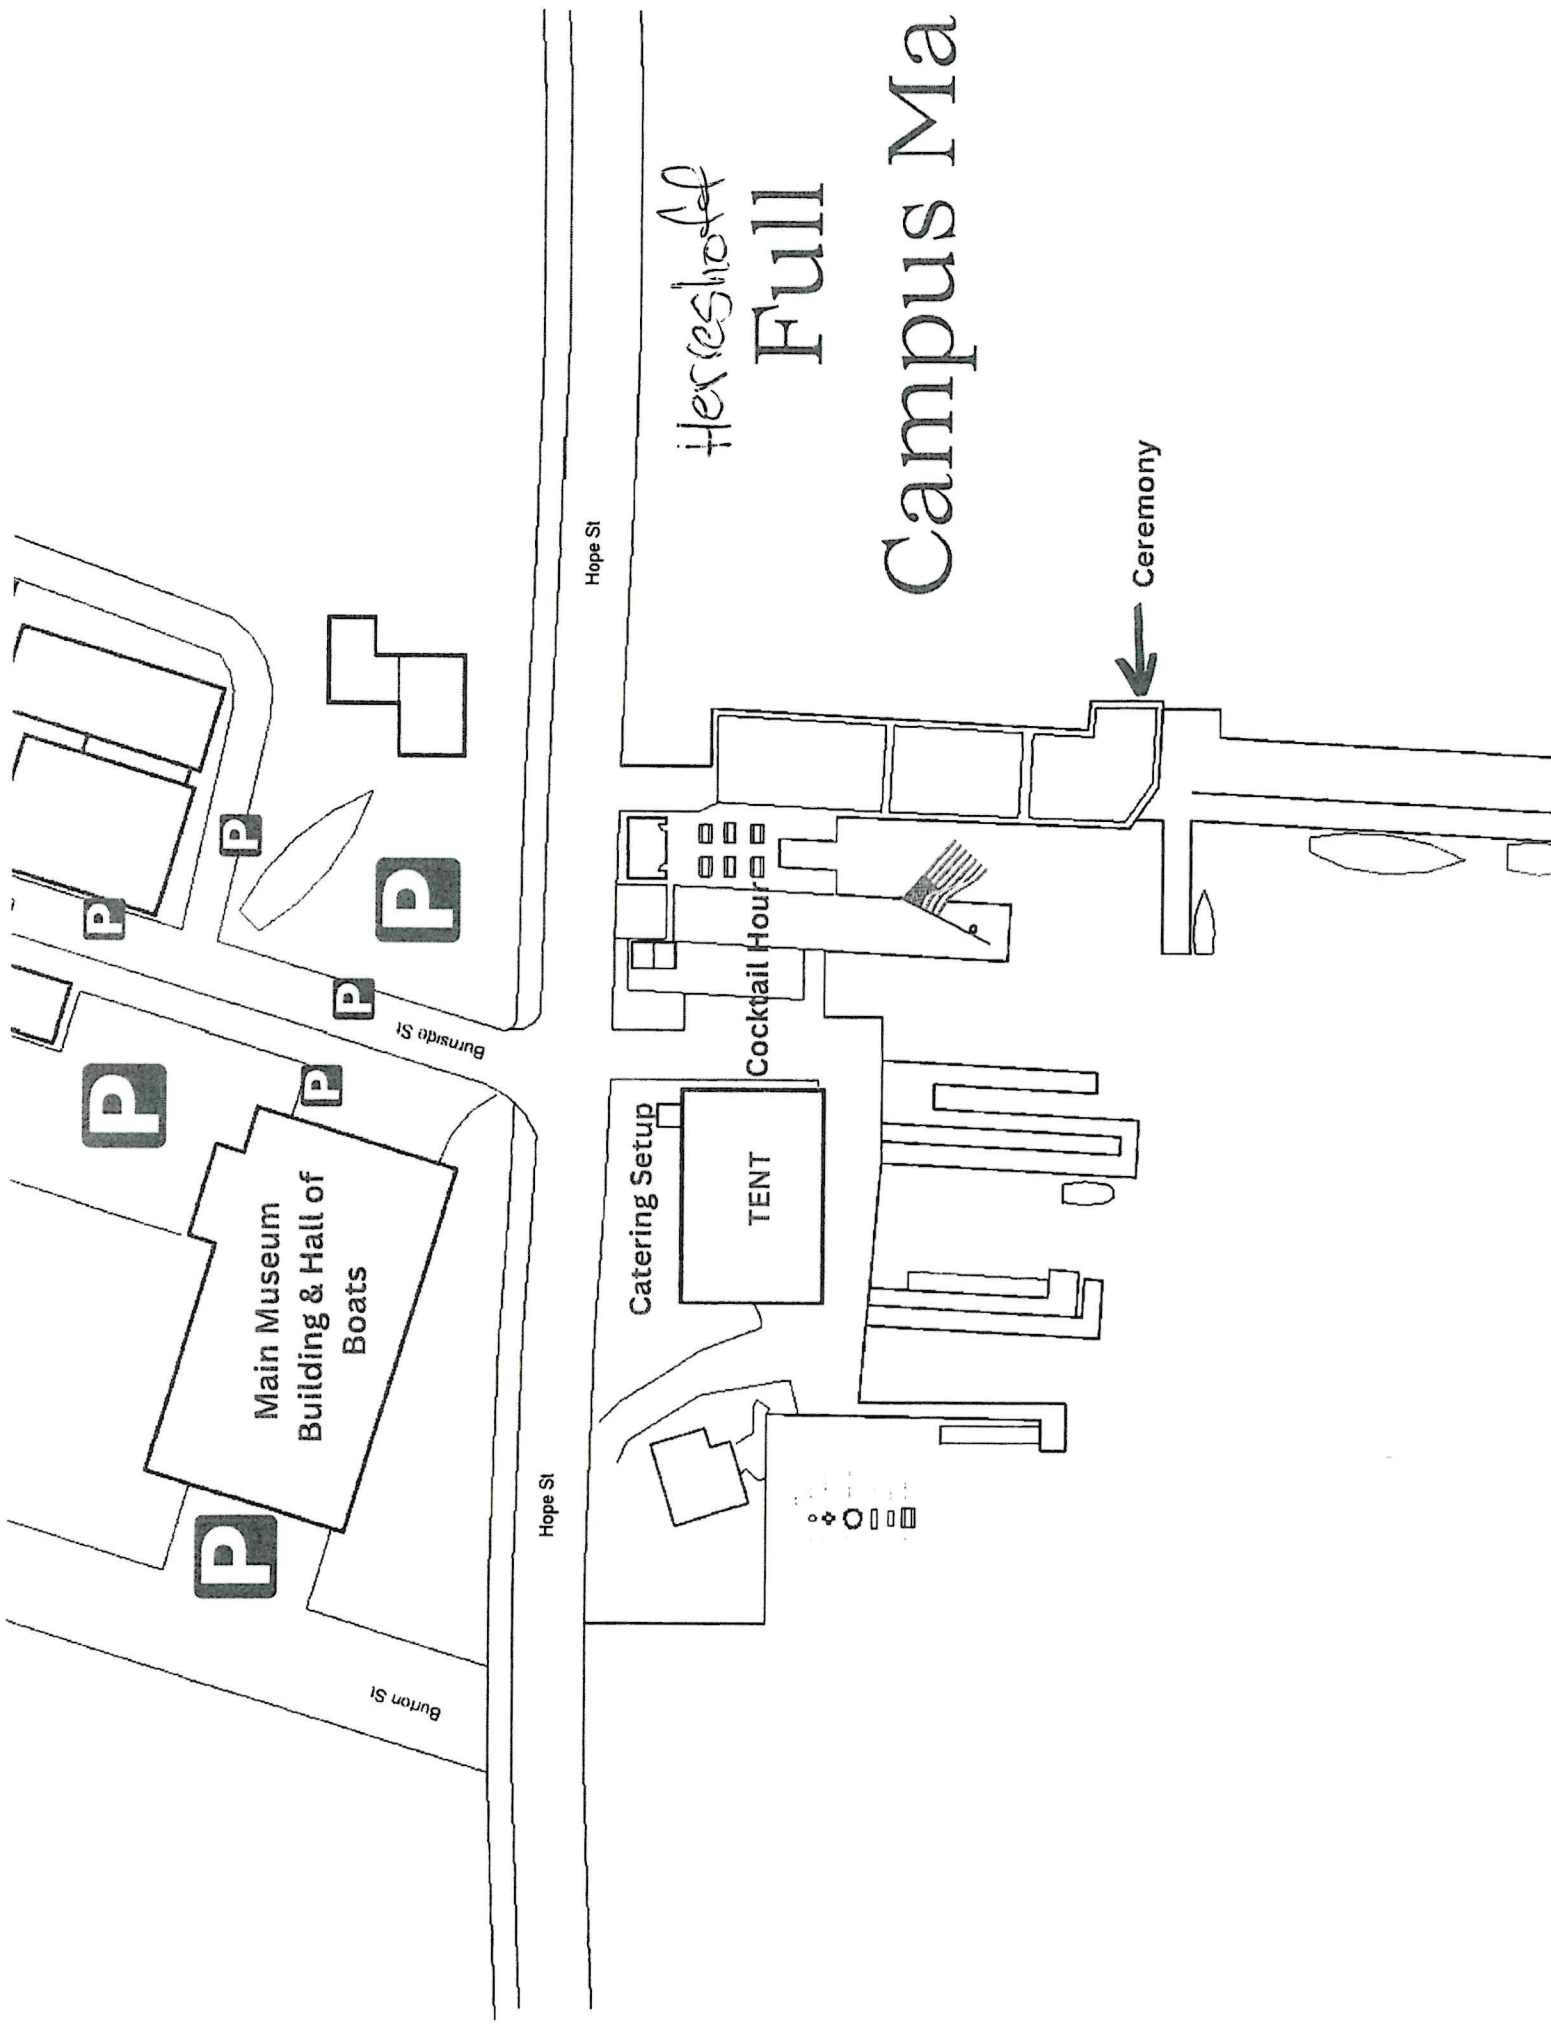 Herreshoff
Full
Campus Ma
Hope St
Ceremony
P
P
P
P
P
P
P
Burnside St
Cocktail Hour
Catering Setup
TENT
Main Museum
Building & Hall of
Boats
Hope St
Burton St